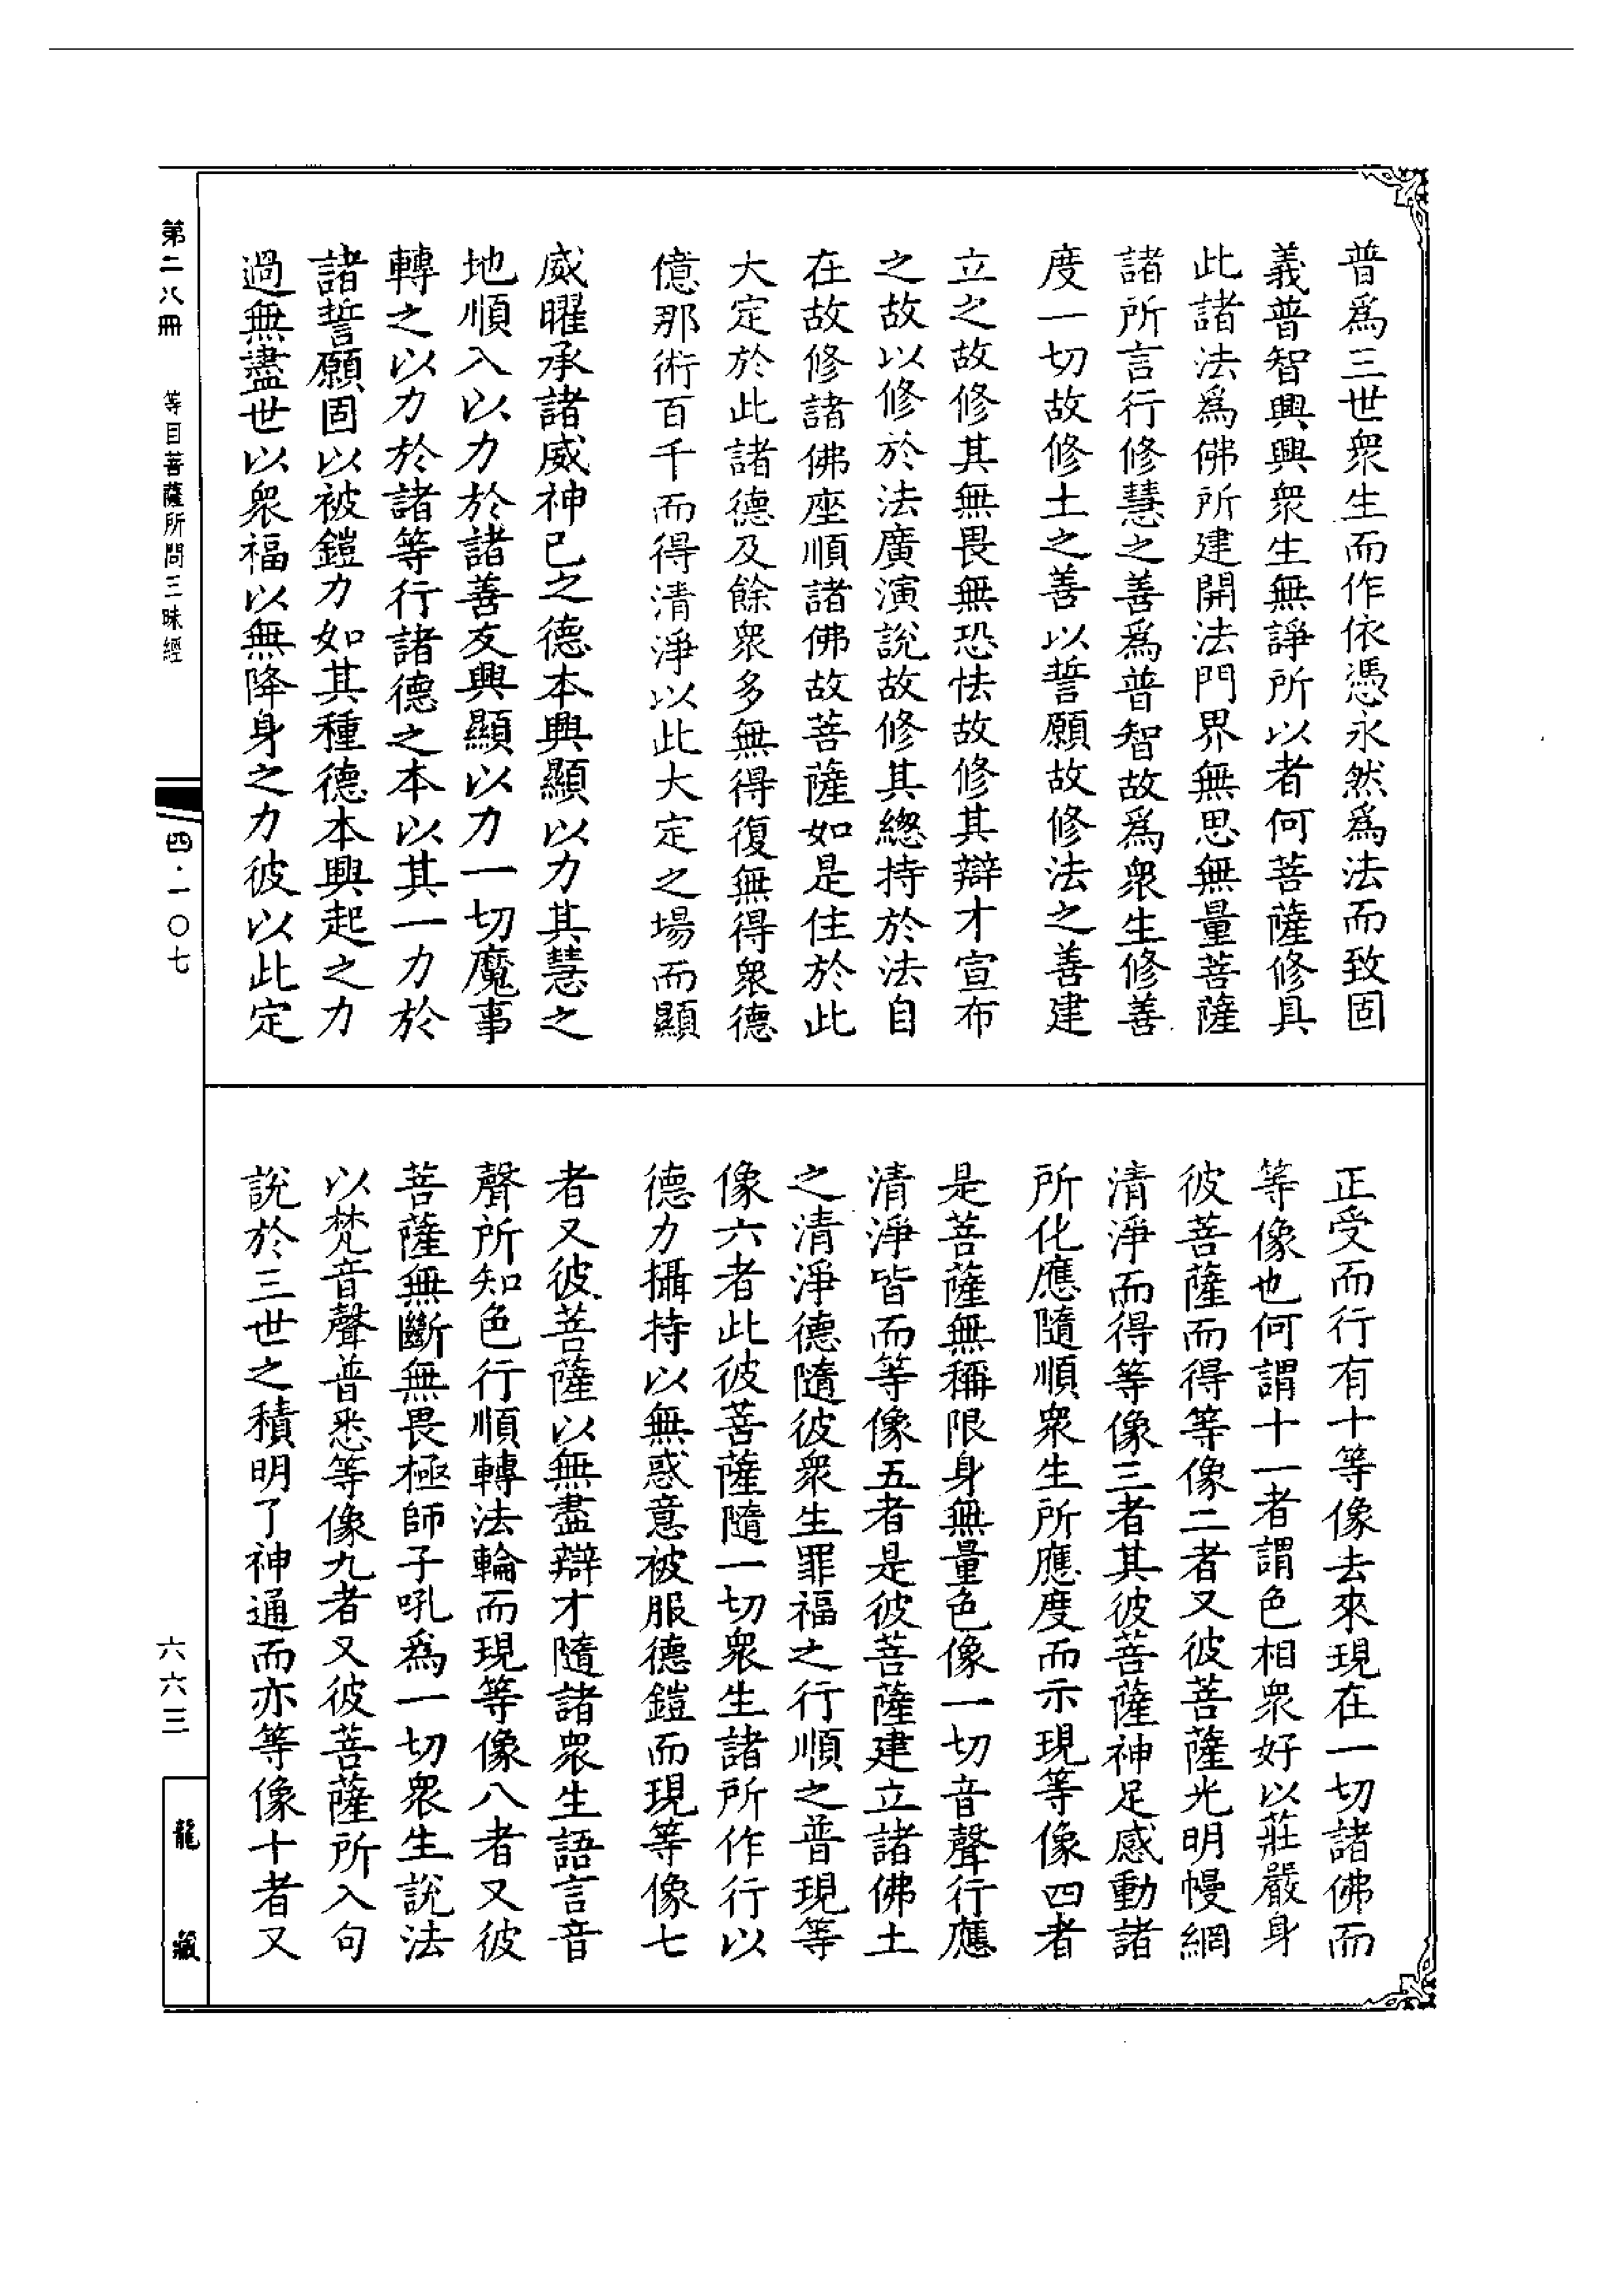 普爲三世衆生而作依憑永然爲法而致固
義普智興興衆生無諍所以者何菩薩修具
此諸法爲佛所建開法門界無思無量菩薩
諸所言行修慧之善爲普智故爲衆生修善
度一切故修土之善以誓願故修法之善建
立之故修其無畏無恐怯故修其辯才宣布
之故以修於法廣演說故修其總持於法自
在故修諸佛座順諸佛故菩薩如是住於此
大定於此諸德及餘衆多無得復無得衆德
億那術百千而得清淨以此大定之場而顯
威曜承諸威神已之德本興顯以力其慧之
地順入以力於諸善友興顯以力一切魔事
轉之以力於諸等行諸德之本以其一力於
諸誓願固以被鎧力如其種德本興起之力
過無盡世以衆福以無降身之力彼以此定
正受而行有十等像去來現在一切諸佛而
等像也何謂十一者謂色相衆好以莊嚴身
彼菩薩而得等像二者又彼菩薩光明幔網
清淨而得等像三者其彼菩薩神足感動諸
所化應隨順衆生所應度而示現等像四者
是菩薩無稱限身無量色像一切音聲行應
清淨皆而等像五者是彼菩薩建立諸佛土
之清淨德隨彼衆生罪福之行順之普現等
像六者此彼菩薩隨一切衆生諸所作行以
德力攝持以無惑意被服德鎧而現等像七
者又彼菩薩以無盡辯才隨諸衆生語言音
聲所知色行順轉法輪而現等像八者又彼
菩薩無斷無畏極師子吼爲一切衆生說法
以梵音聲普悉等像九者又彼菩薩所入句
說於三世之積明了神通而亦等像十者又
第二八冊
等目菩薩所問三昧經
四·一〇七
六六三
龍藏